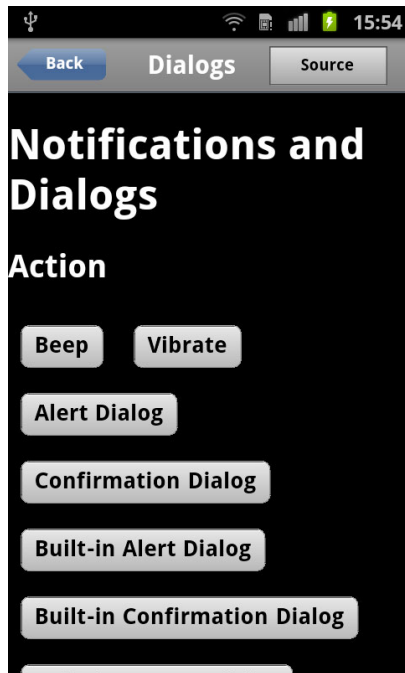 15:54
Back Dialogs Source
Notifications and
Dialogs
Action
Beep Vibrate
Alert Dialog
Confirmation Dialog
Built-in Alert Dialog
Built-in Confirmation Dialog